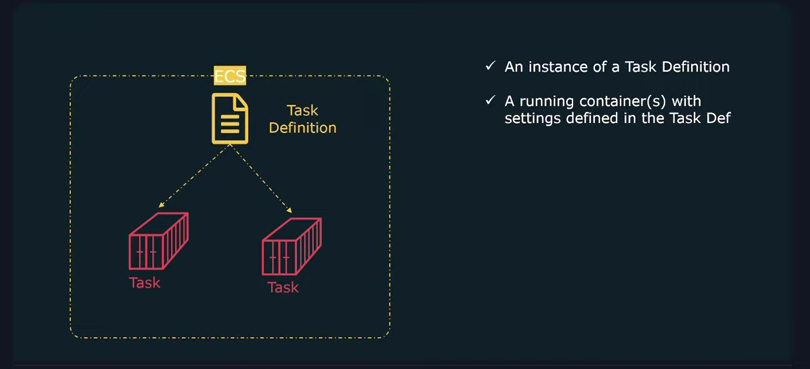 ECS
Task
Definition
Task
Task
✓ An instance of a Task Definition
✓ A running container(s) with
settings defined in the Task Def